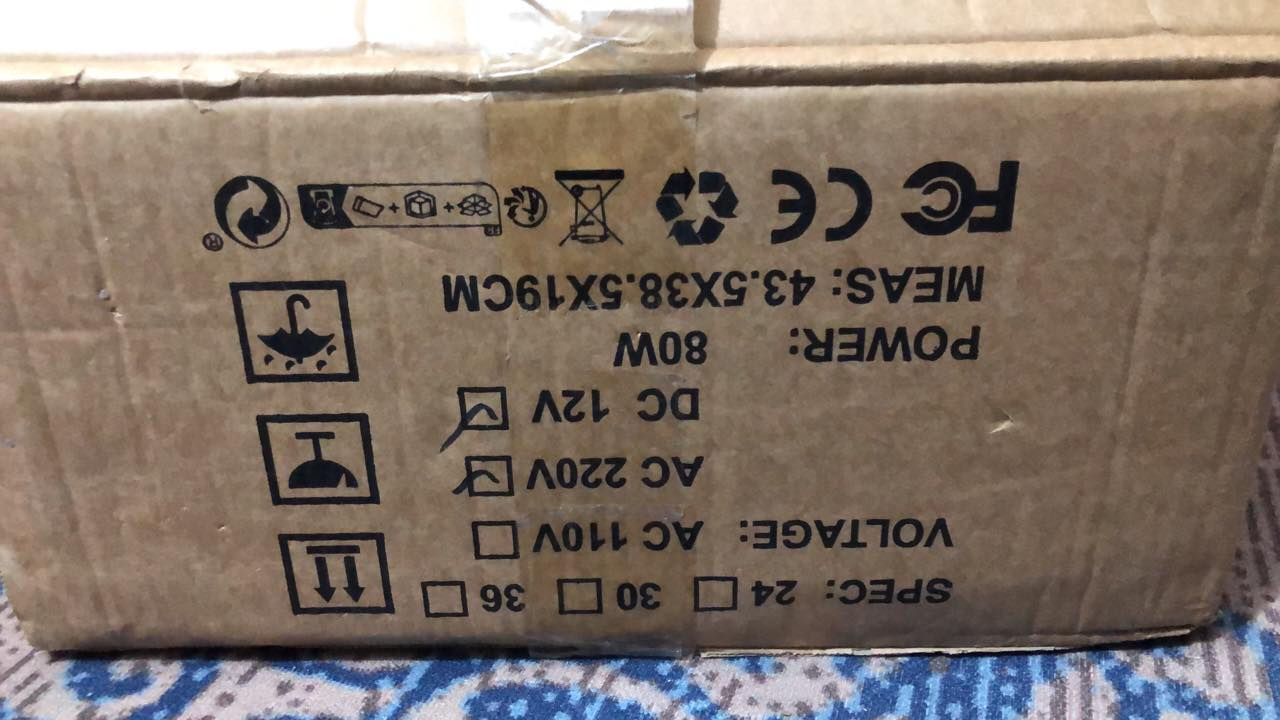 SPEC: 24 30 36
VOLTAGE: AC 110V
AC 220V
DC 12V
POWER: 80W
MEAS: 43.5X38.5X19CM
FC CE FR ®